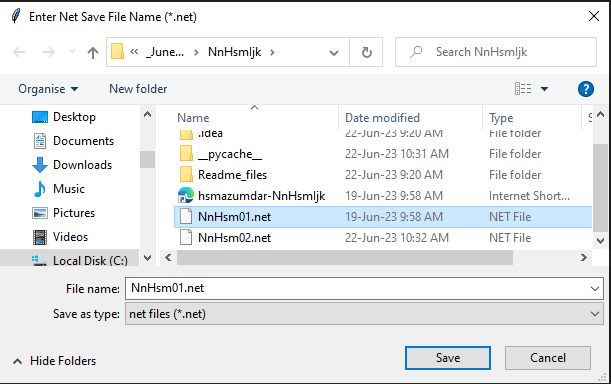 Enter Net Save File Name (*.net)
« _June... > NnHsmIjk > Search NnHsmIjk
Organise New folder
Desktop
Documents
Downloads
Music
Pictures
Videos
Local Disk (C:)
Name Date modified Type S
.idea 22-Jun-23 9:20 AM File folder
__pycache__ 22-Jun-23 10:31 AM File folder
Readme_files 22-Jun-23 9:20 AM File folder
hsmazumdar-NnHsmIjk 19-Jun-23 9:58 AM Internet Short...
NnHsm01.net 19-Jun-23 9:58 AM NET File
NnHsm02.net 22-Jun-23 10:32 AM NET File
File name: NnHsm01.net
Save as type: net files (*.net)
Hide Folders Save Cancel